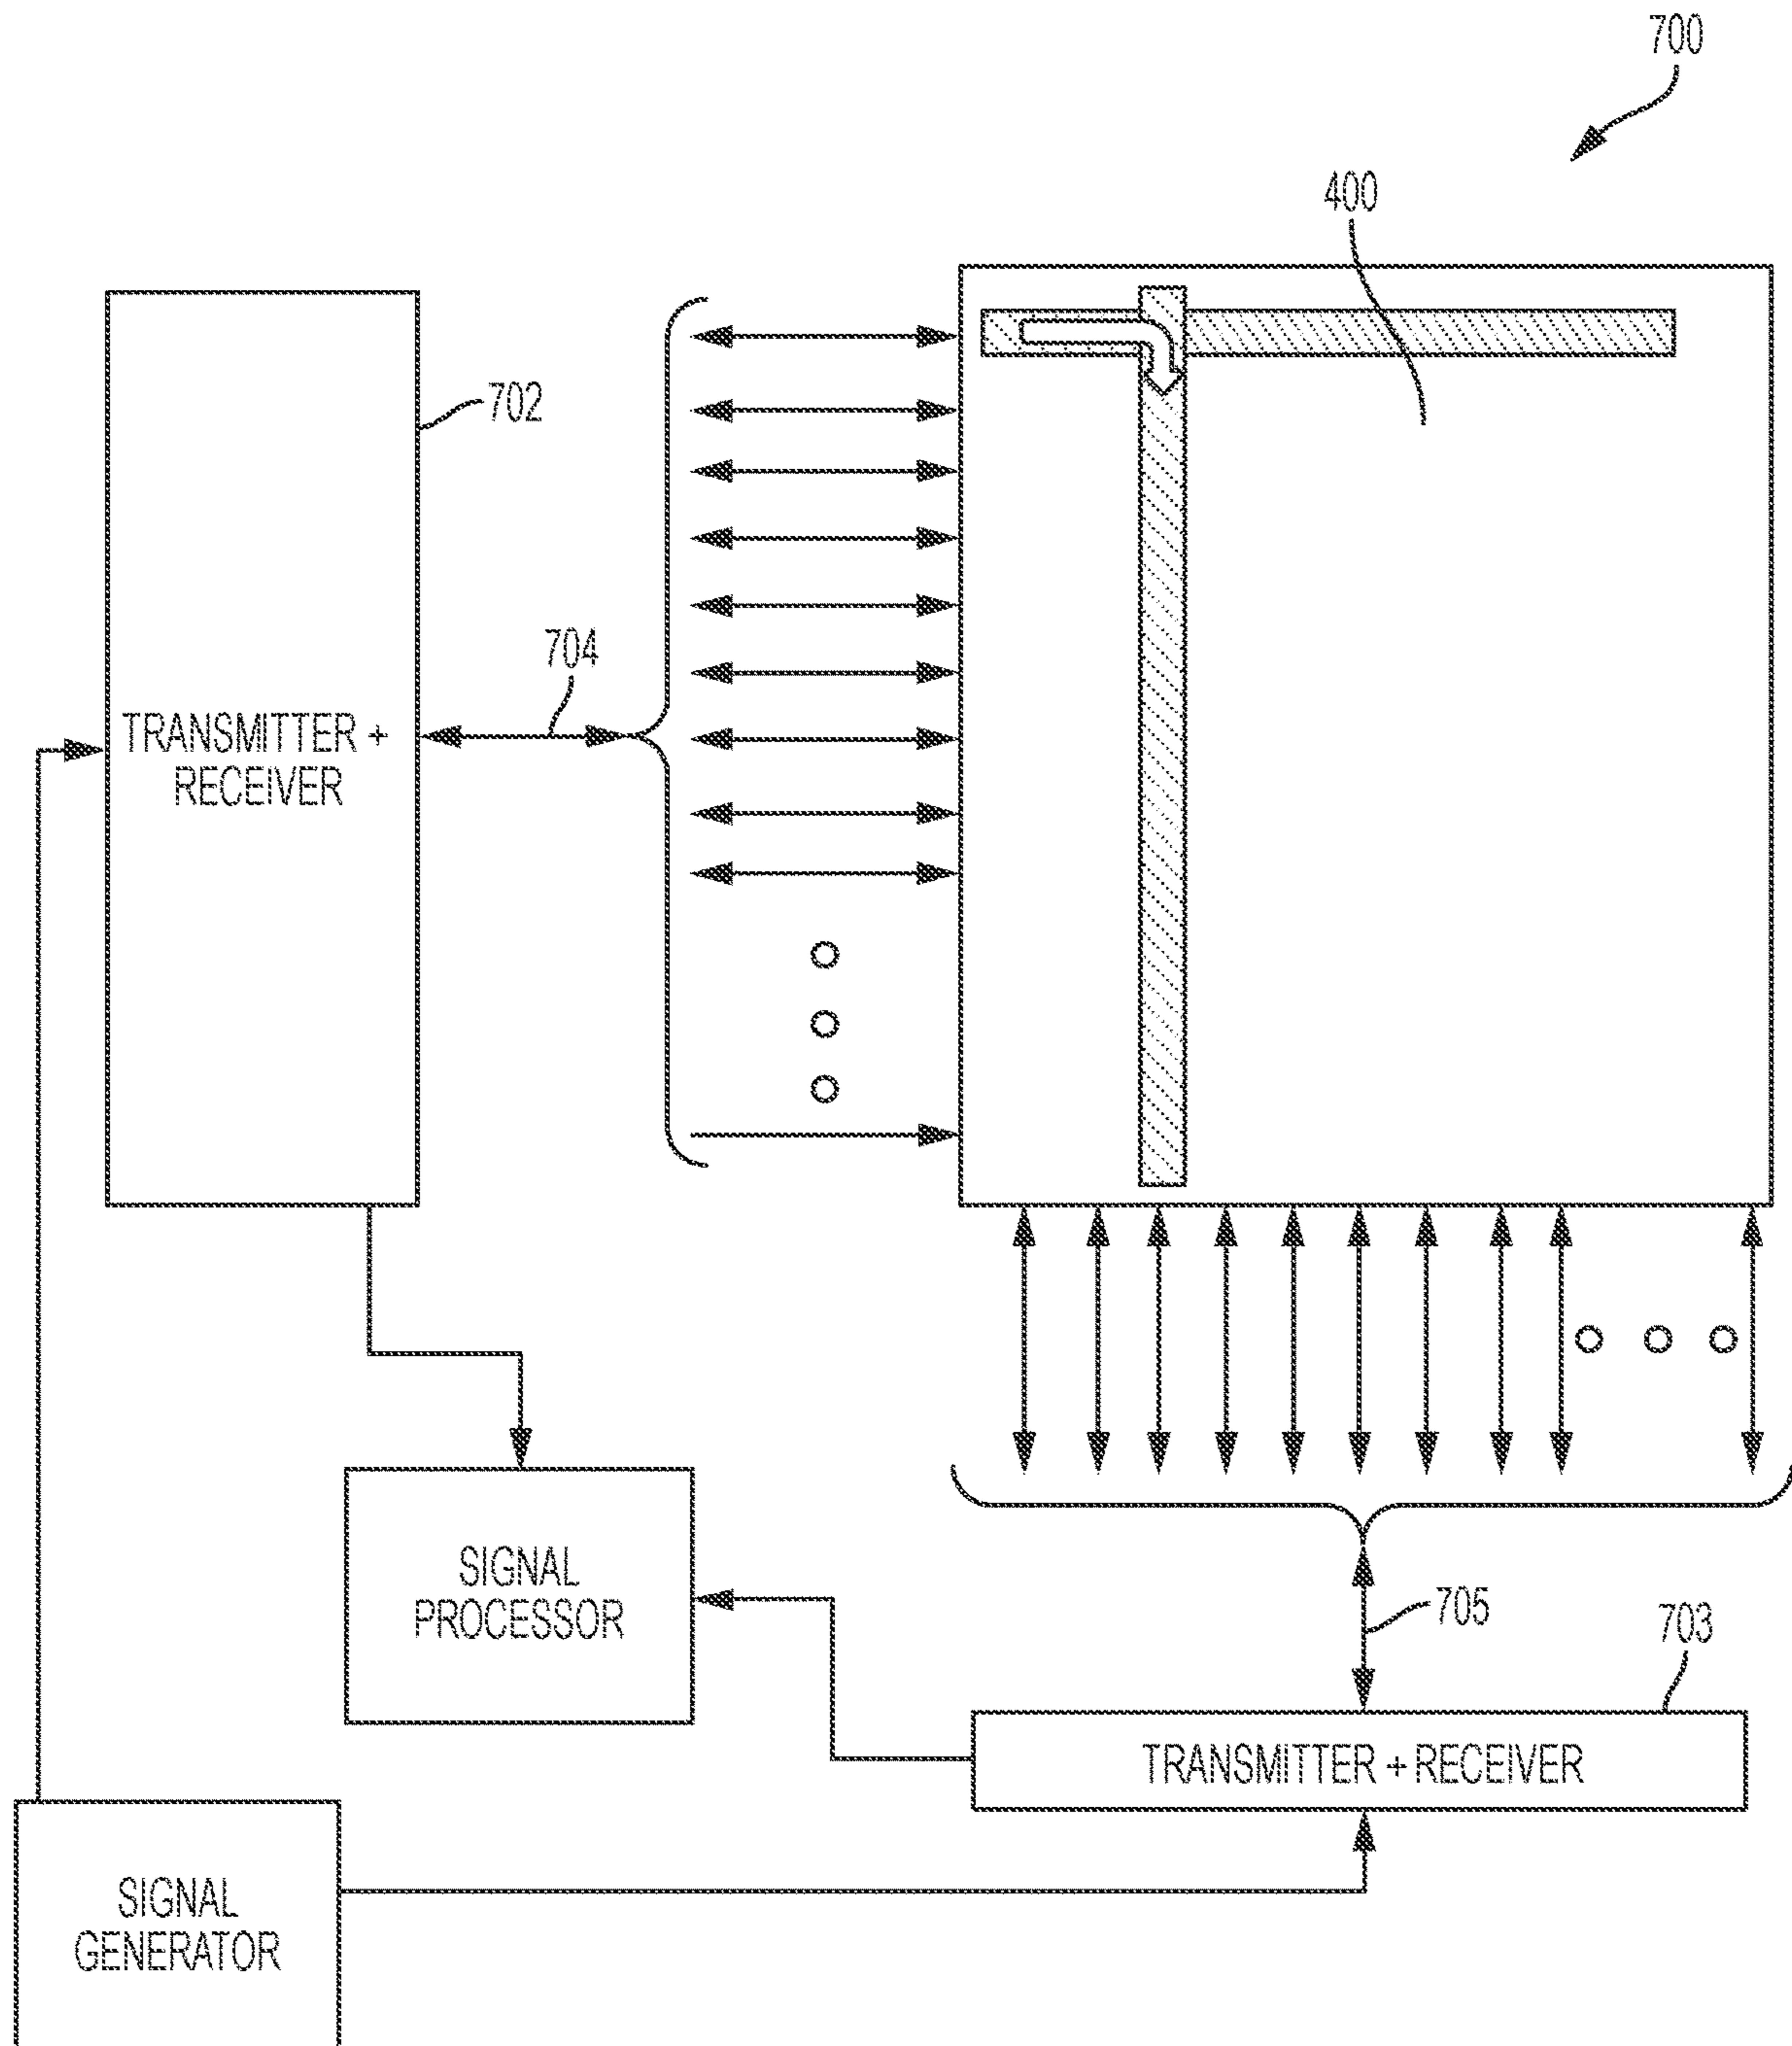 700
400
702
704
TRANSMITTER +
RECEIVER
SIGNAL
PROCESSOR
705
703
TRANSMITTER + RECEIVER
SIGNAL
GENERATOR